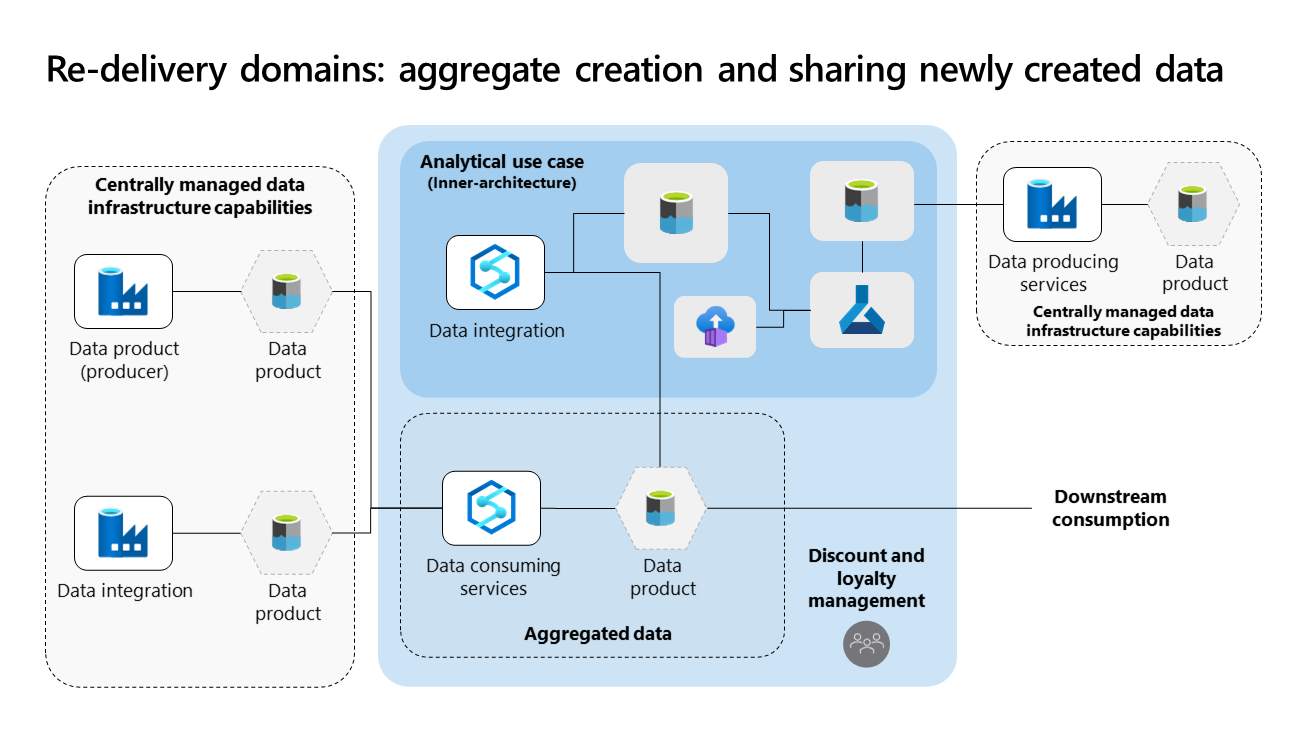 Re-delivery domains: aggregate creation and sharing newly created data
Centrally managed data
infrastructure capabilities
Data product
(producer)
Data
product
Data integration
Data
product
Analytical use case
(Inner-architecture)
Data integration
Data consuming
services
Data
product
Aggregated data
Discount and
loyalty
management
Data producing
services
Data
product
Centrally managed data
infrastructure capabilities
Downstream
consumption